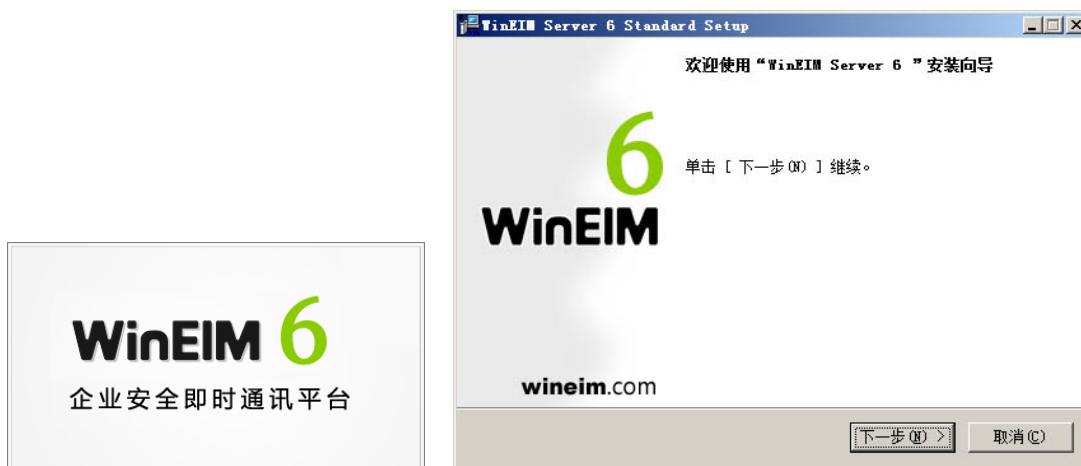 WinEIM 6
企业安全即时通讯平台
WinEIM Server 6 Standard Setup
欢迎使用“WinEIM Server 6 ”安装向导
单击 [ 下一步(N) ] 继续。
6
WinEIM
wineim.com
下一步(N) >
取消(C)